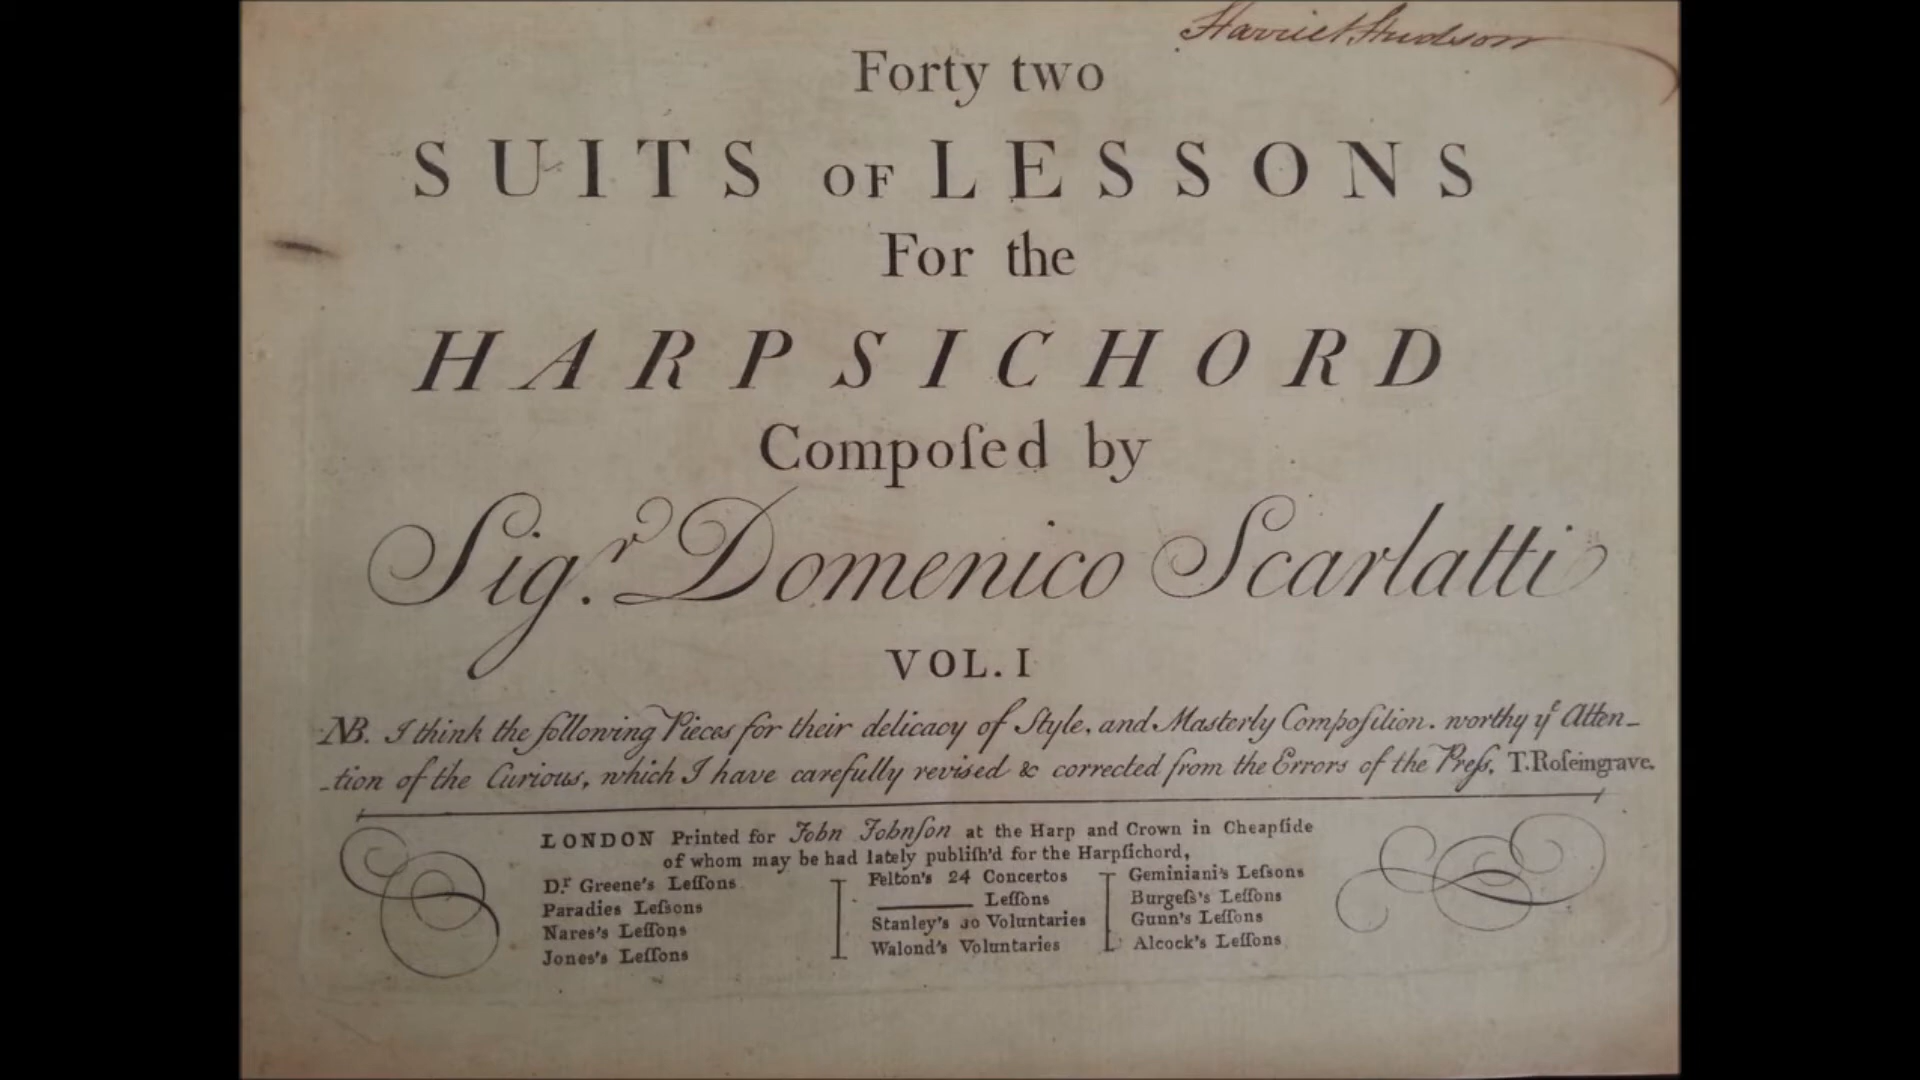 Harriet Hudson
Forty two
SUITS OF LESSONS
For the
HARPSICHORD
Compoſed by
Sigr. Domenico Scarlatti
VOL. I
NB. I think the following Pieces for their delicacy of Style, and Masterly Compoſition. worthy ye Atten_
_tion of the Curious, which I have carefully revised & corrected from the Errors of the Preſs, T. Roſeingrave.
LONDON Printed for John Johnſon at the Harp and Crown in Cheapſide
of whom may be had lately publiſh'd for the Harpſichord,
Dr. Greene's Leſſons
Paradies Leſsons
Nares's Leſſons
Jones's Leſſons
Felton's 24 Concertos
Leſſons
Stanley's 30 Voluntaries
Walond's Voluntaries
Geminiani's Leſsons
Burgeſs's Leſſons
Gunn's Leſſons
Alcock's Leſſons